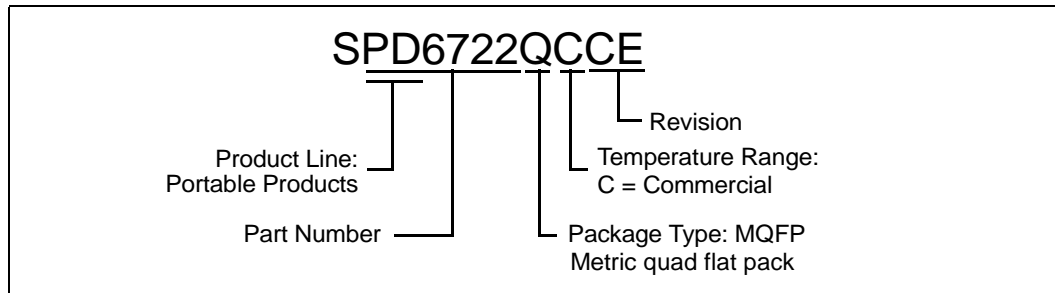 SPD6722QCCE
Revision
Product Line:
Portable Products
Temperature Range:
C = Commercial
Part Number
Package Type: MQFP
Metric quad flat pack